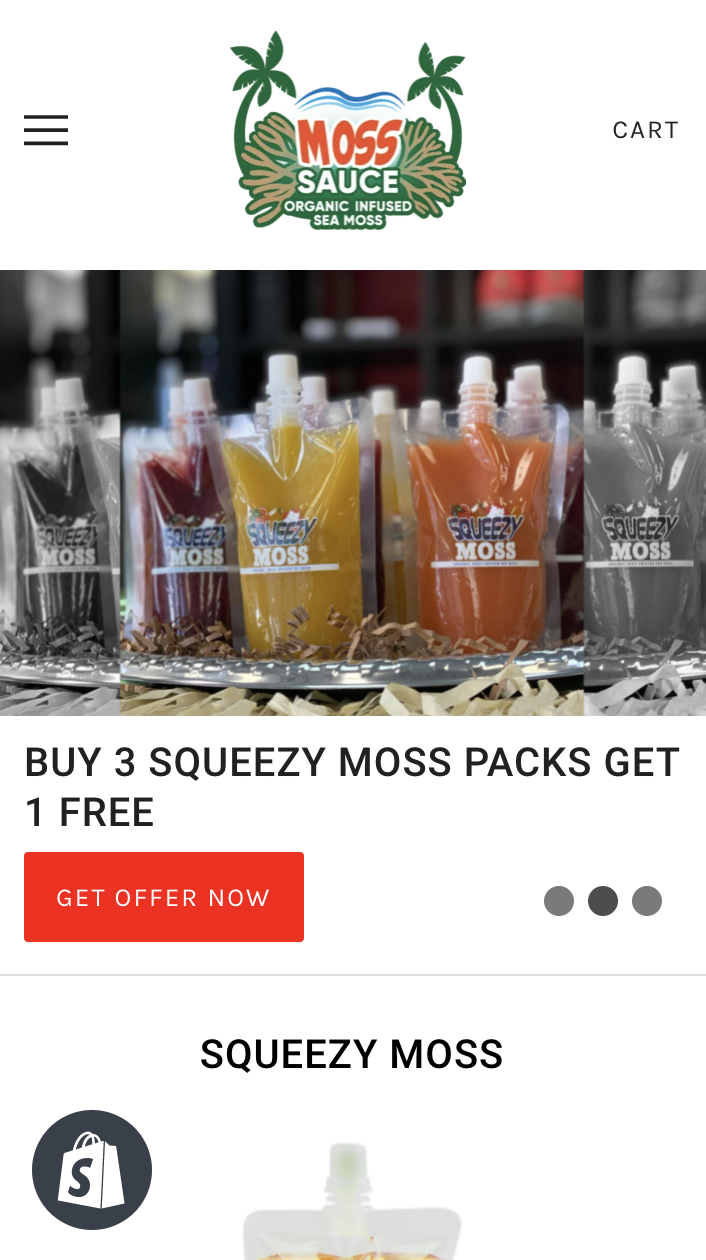 MOSS
SAUCE
ORGANIC INFUSED
SEA MOSS
CART
SQUEEZY
MOSS
SQUEEZY
MOSS
SQUEEZY
MOSS
SQUEEZY
MOSS
SQUEEZY
MOSS
BUY 3 SQUEEZY MOSS PACKS GET
1 FREE
GET OFFER NOW
SQUEEZY MOSS
S